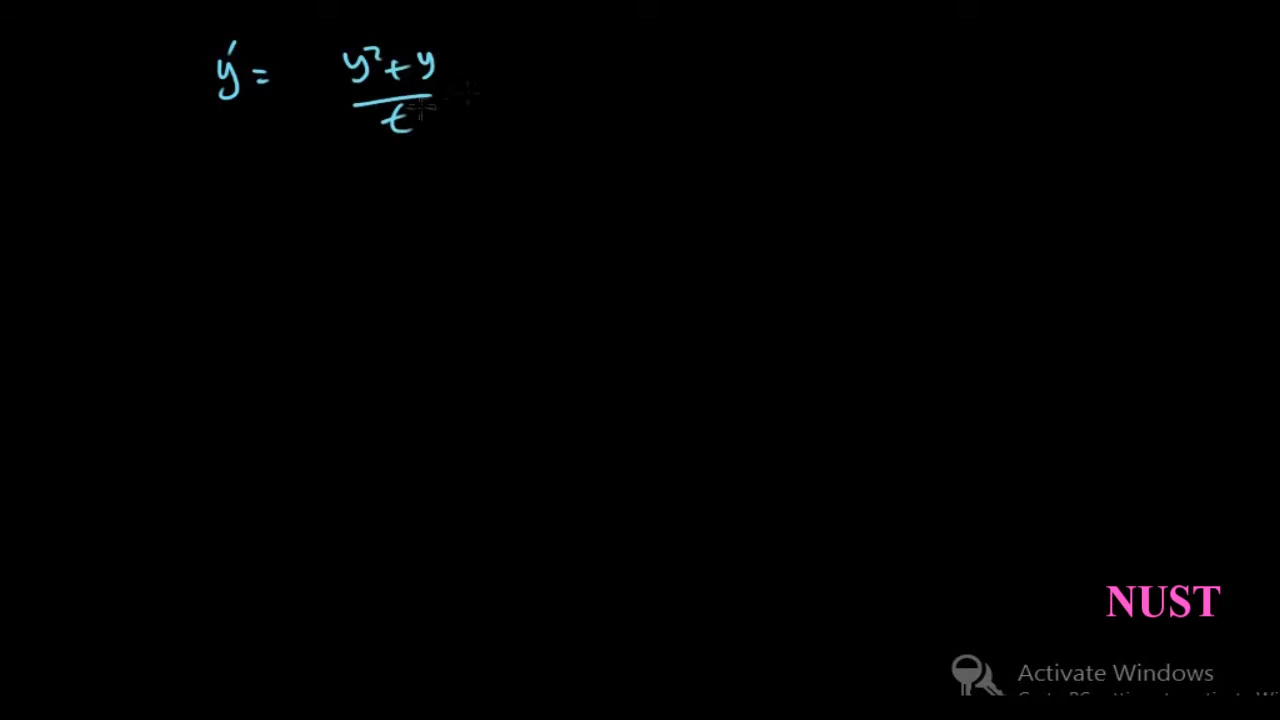 y' = y² + y
t
NUST
Activate Windows